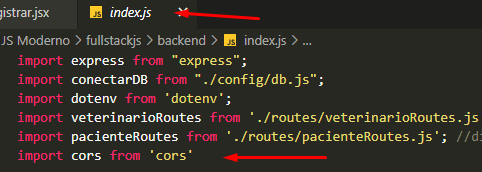 gistrar.jsx
JS index.js
JS Moderno > fullstackjs > backend > JS index.js > ...
import express from "express";
import conectarDB from "./config/db.js";
import dotenv from 'dotenv';
import veterinarioRoutes from './routes/veterinarioRoutes.js
import pacienteRoutes from './routes/pacienteRoutes.js'; //di
import cors from 'cors'